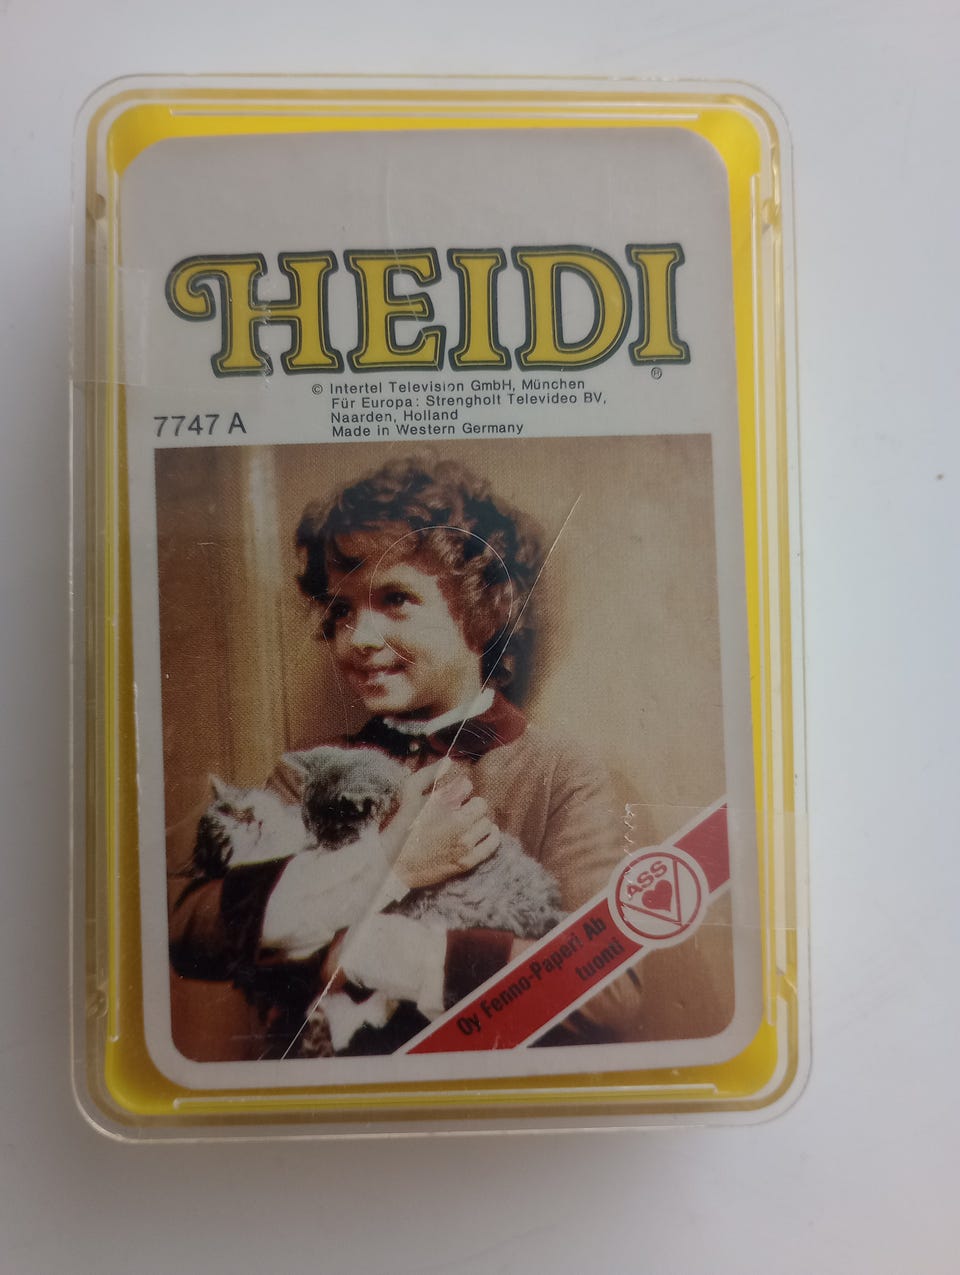 HEIDI
®
© Intertel Television GmbH, München
Für Europa: Strengholt Televideo BV,
Naarden, Holland
Made in Western Germany
7747 A
ASS
Oy Fenno-Paperi Ab
tuonti